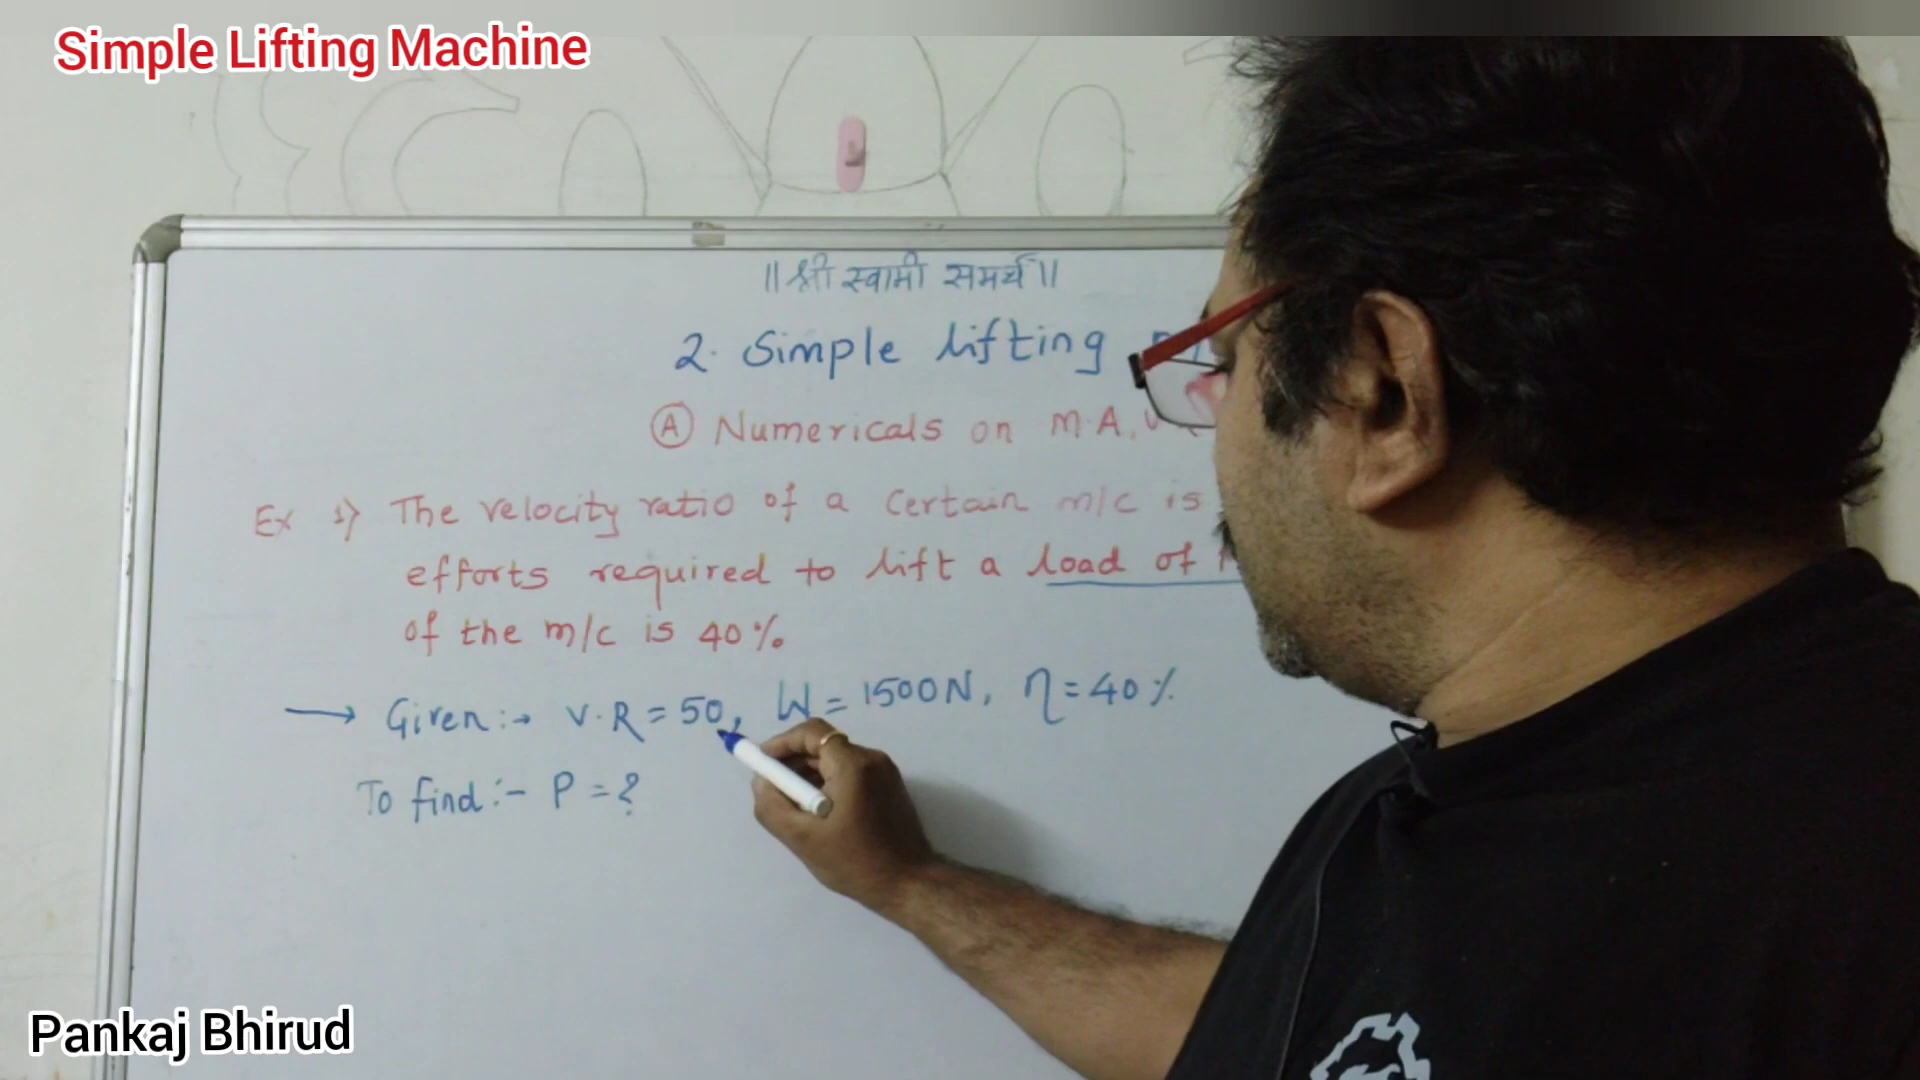 Simple Lifting Machine
॥श्री स्वामी समर्थ॥
2. Simple lifting
Ⓐ Numericals on M.A,
Ex 1) The velocity ratio of a certain m/c is
efforts required to lift a load of
of the m/c is 40%
→ Given:→ V.R = 50, W = 1500N, η = 40%
To find:- P = ?
Pankaj Bhirud